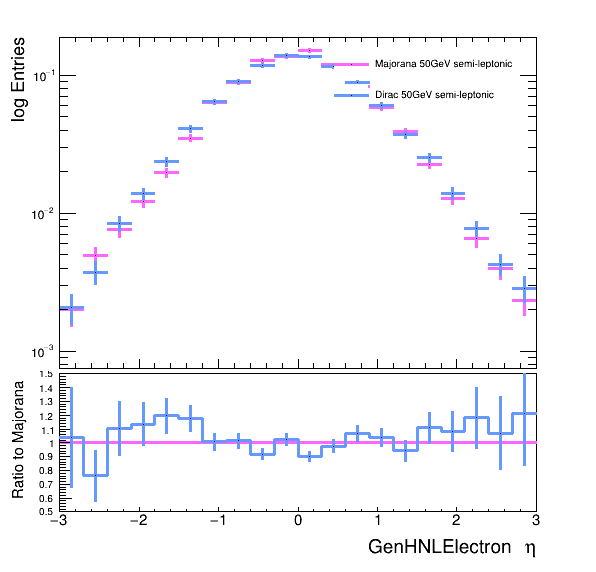 log Entries
10⁻¹
Majorana 50GeV semi-leptonic
Dirac 50GeV semi-leptonic
10⁻²
10⁻³
Ratio to Majorana
1.5
1.4
1.3
1.2
1.1
1
0.9
0.8
0.7
0.6
0.5
−3 −2 −1 0 1 2 3
GenHNLElectron η